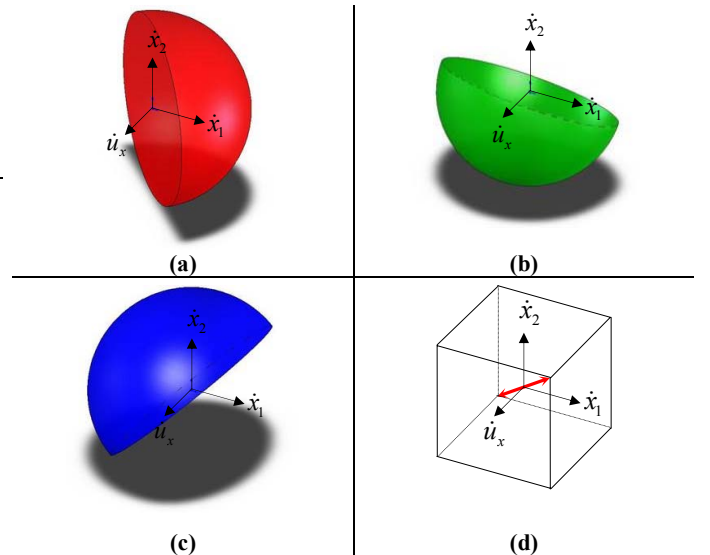 ẋ₂
ẋ₁
u̇ₓ
(a)
ẋ₂
ẋ₁
u̇ₓ
(b)
ẋ₂
ẋ₁
u̇ₓ
(c)
ẋ₂
ẋ₁
u̇ₓ
(d)